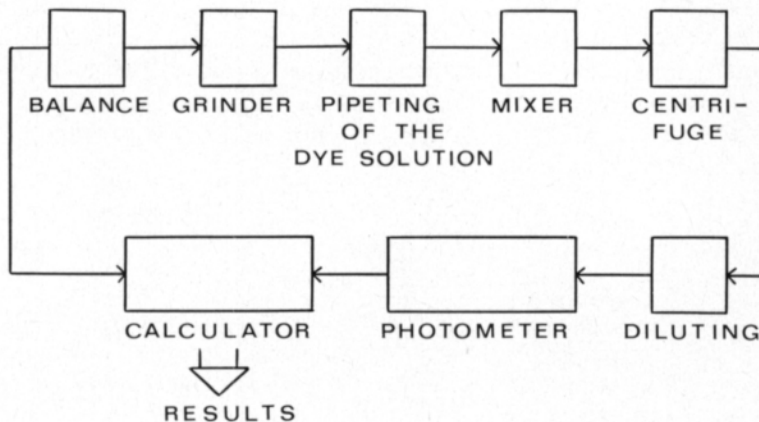 BALANCE
GRINDER
PIPETING
OF THE
DYE SOLUTION
MIXER
CENTRI-
FUGE
CALCULATOR
PHOTOMETER
DILUTING
RESULTS